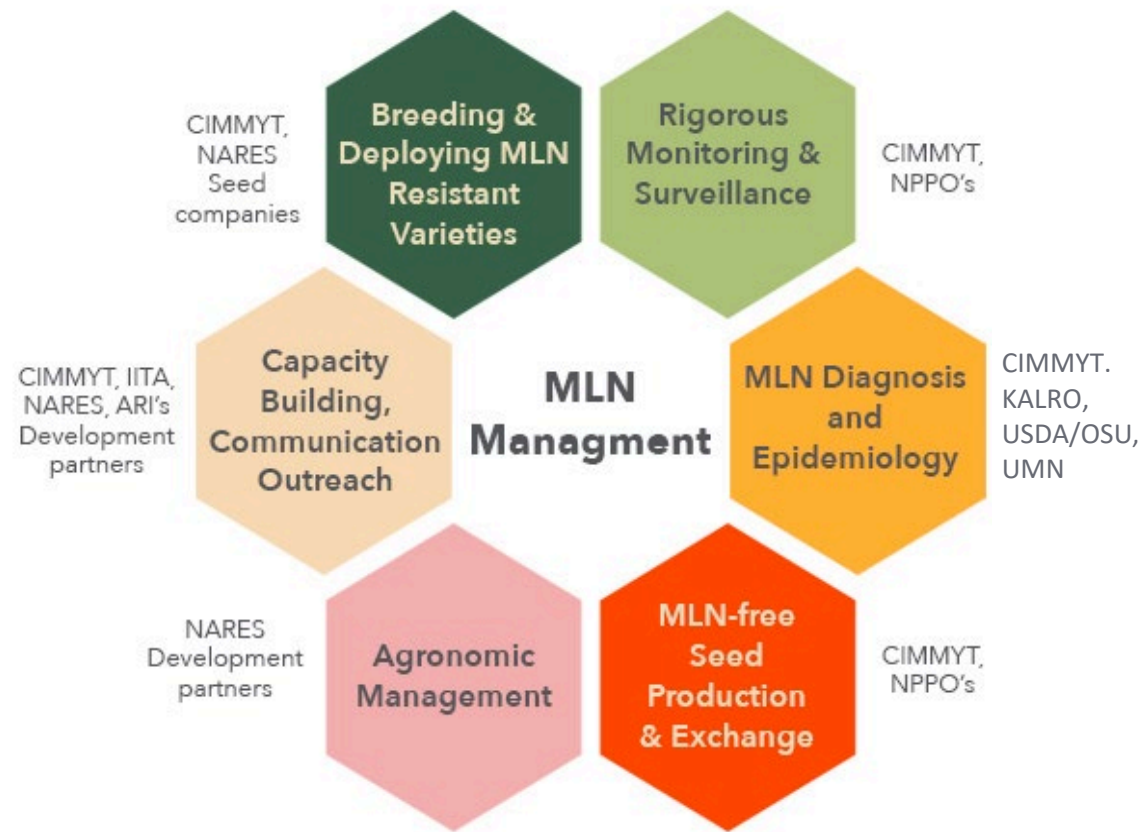 CIMMYT,
NARES
Seed
companies
Breeding &
Deploying MLN
Resistant
Varieties
Rigorous
Monitoring &
Surveillance
CIMMYT,
NPPO's
CIMMYT, IITA,
NARES, ARI's
Development
partners
Capacity
Building,
Communication
Outreach
MLN
Managment
MLN Diagnosis
and
Epidemiology
CIMMYT.
KALRO,
USDA/OSU,
UMN
NARES
Development
partners
Agronomic
Management
MLN-free
Seed
Production
& Exchange
CIMMYT,
NPPO's